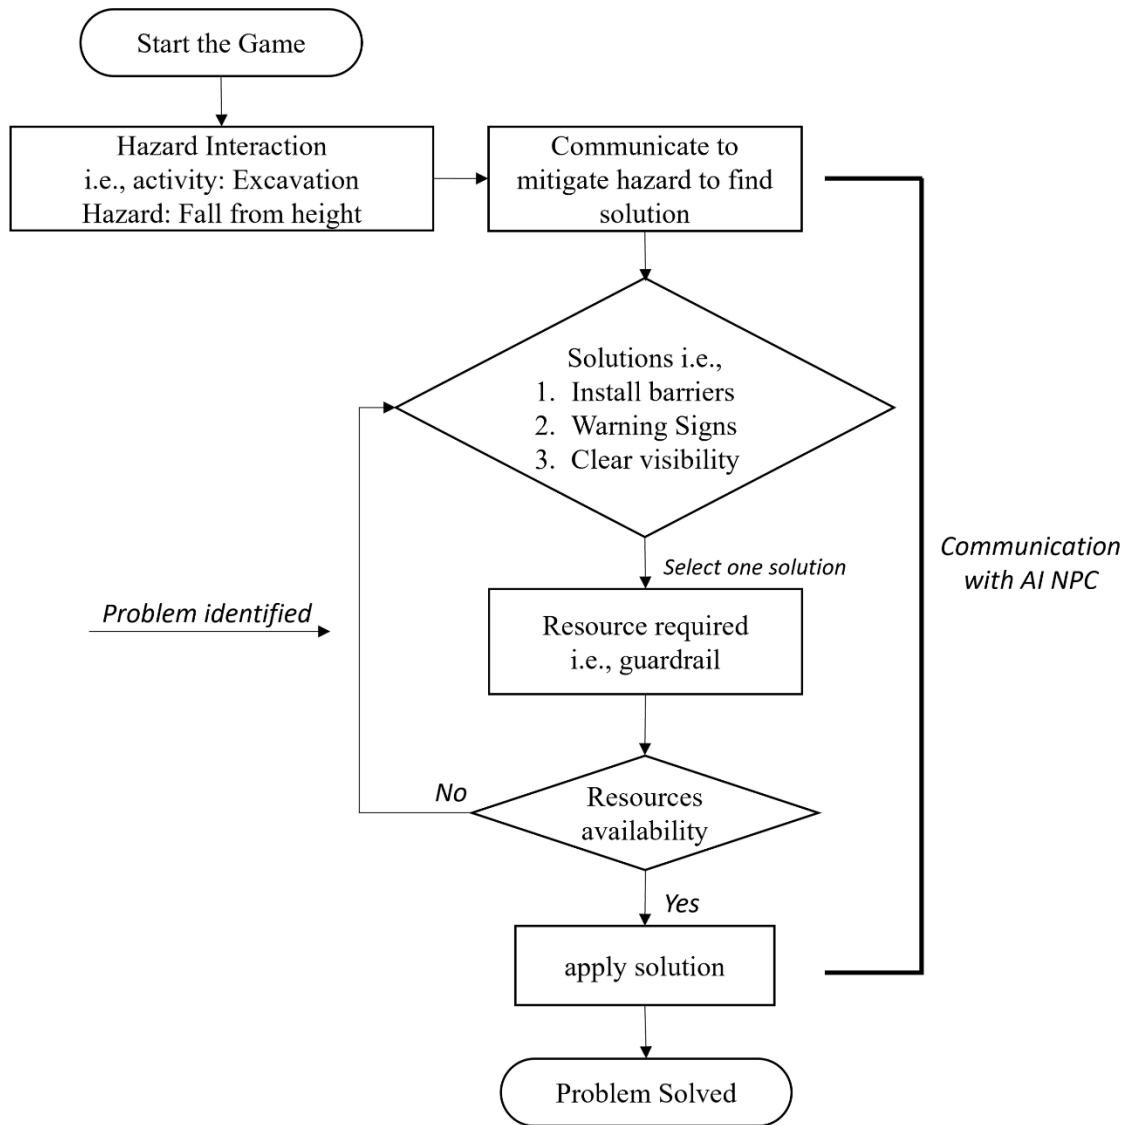 Start the Game
Hazard Interaction
i.e., activity: Excavation
Hazard: Fall from height
Communicate to
mitigate hazard to find
solution
Solutions i.e.,
1. Install barriers
2. Warning Signs
3. Clear visibility
Select one solution
Communication
with AI NPC
Problem identified
Resource required
i.e., guardrail
No
Resources
availability
Yes
apply solution
Problem Solved